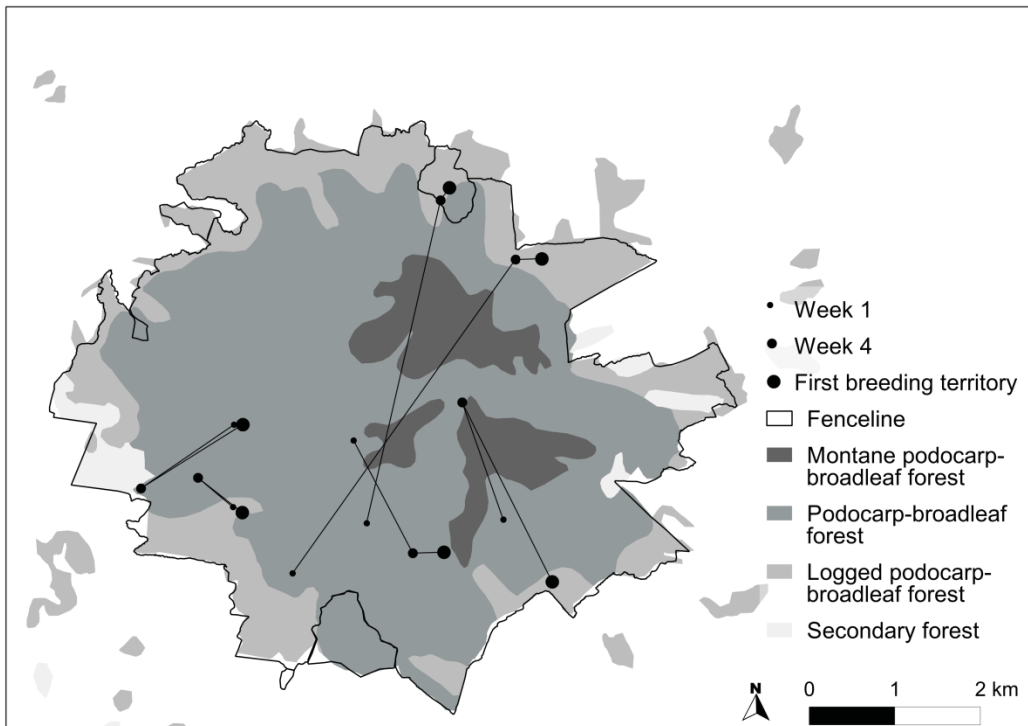 Week 1
Week 4
First breeding territory
Fenceline
Montane podocarp-
broadleaf forest
Podocarp-broadleaf
forest
Logged podocarp-
broadleaf forest
Secondary forest
N
0 1 2 km